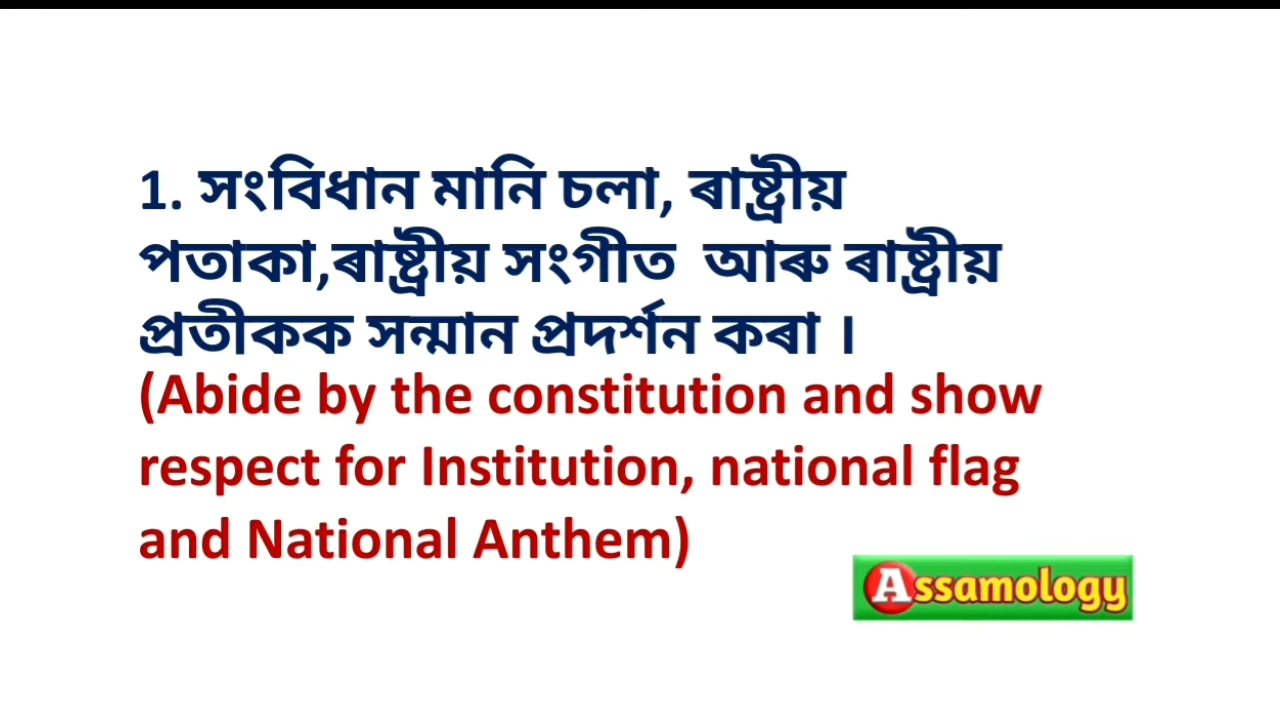 1. সংবিধান মানি চলা, ৰাষ্ট্ৰীয়
পতাকা,ৰাষ্ট্ৰীয় সংগীত আৰু ৰাষ্ট্ৰীয়
প্ৰতীকক সন্মান প্ৰদৰ্শন কৰা ।
(Abide by the constitution and show
respect for Institution, national flag
and National Anthem)
Assamology